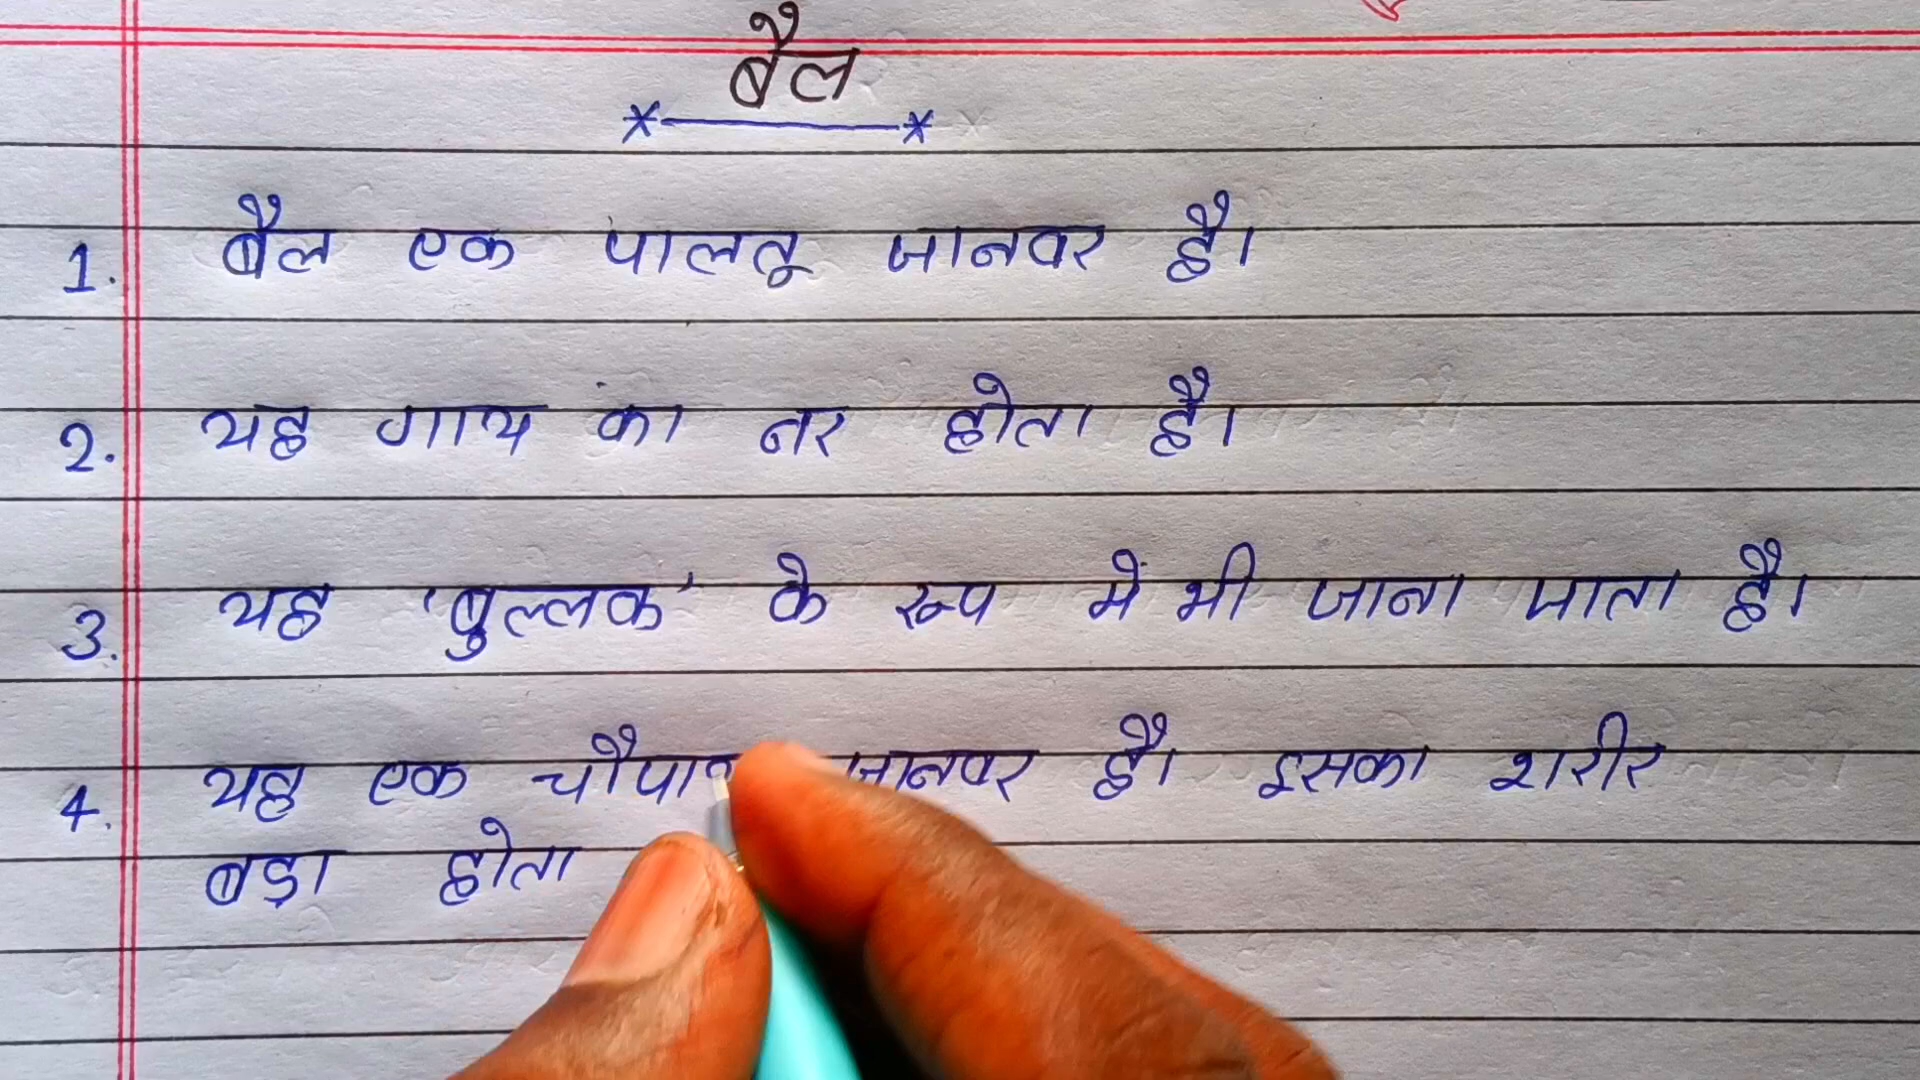 बैल
1. बैल एक पालतू जानवर है।
2. यह गाय का नर होता है।
3. यह 'बुल्लक' के रूप में भी जाना जाता है।
4. यह एक जानवर है। इसका शरीर
बड़ा होता